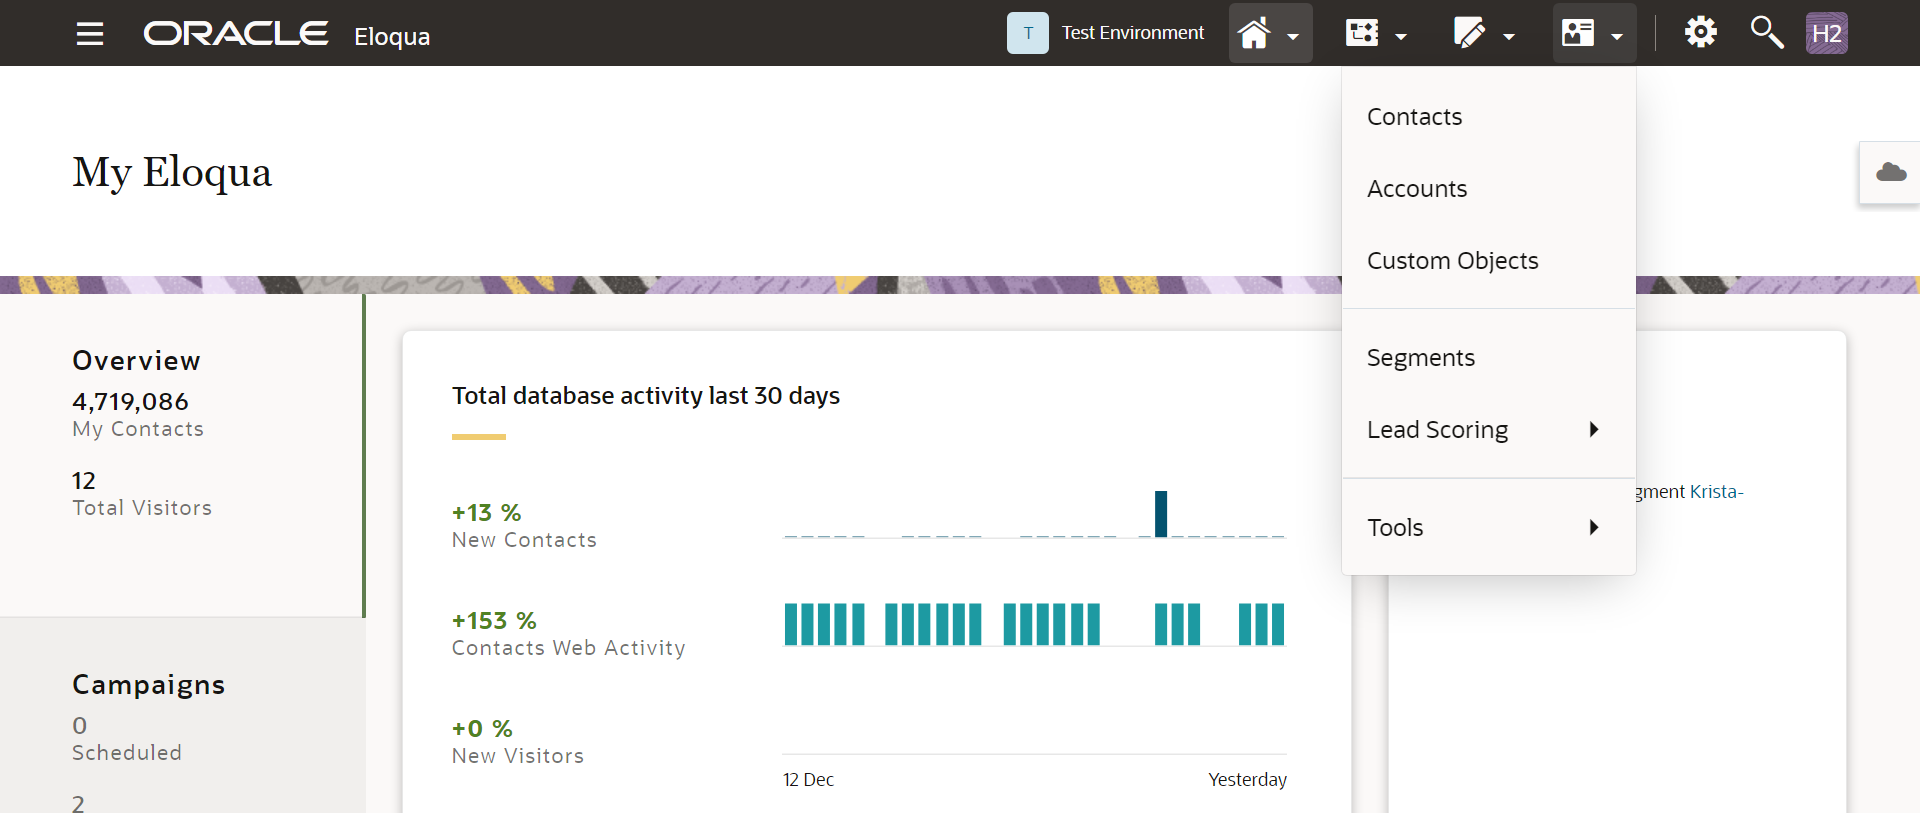 ORACLE Eloqua
T Test Environment
H2
My Eloqua
Contacts
Accounts
Custom Objects
Segments
Lead Scoring
Tools
Overview
4,719,086
My Contacts
12
Total Visitors
Campaigns
0
Scheduled
2
Total database activity last 30 days
+13 %
New Contacts
+153 %
Contacts Web Activity
+0 %
New Visitors
12 Dec Yesterday
gment Krista-